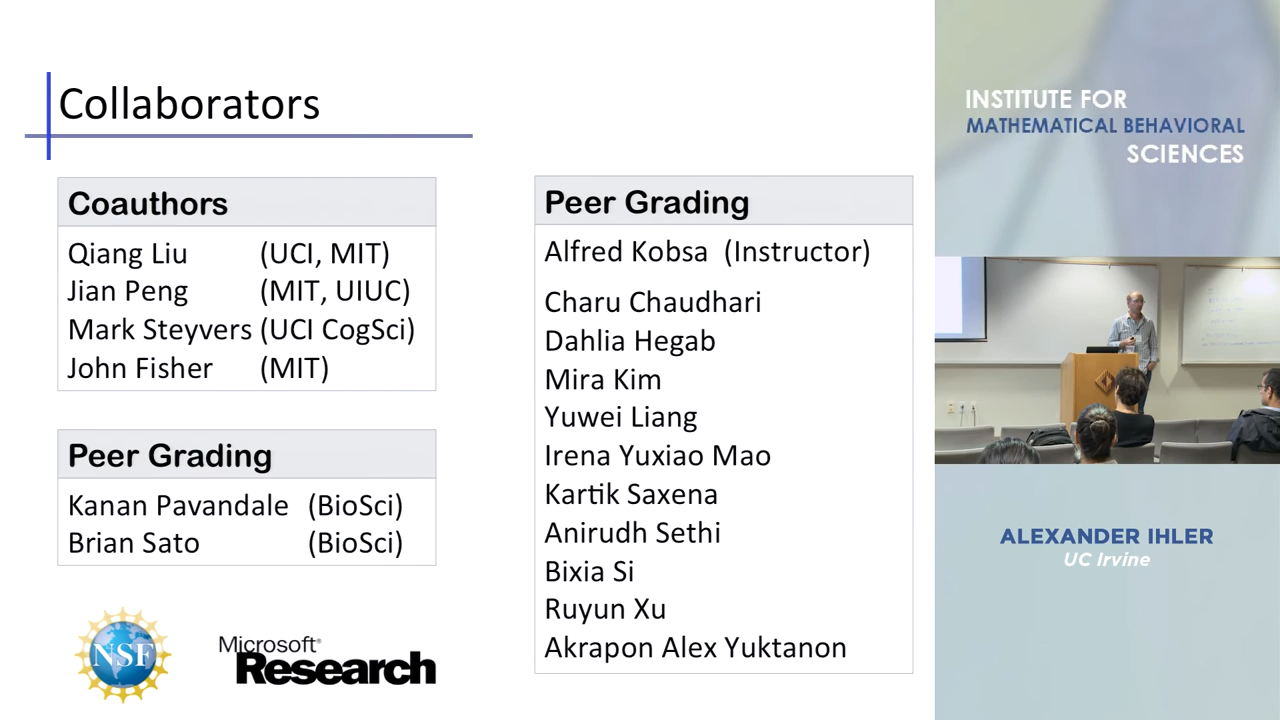 Collaborators
Coauthors
Qiang Liu (UCI, MIT)
Jian Peng (MIT, UIUC)
Mark Steyvers (UCI CogSci)
John Fisher (MIT)
Peer Grading
Kanan Pavandale (BioSci)
Brian Sato (BioSci)
NSF
Microsoft®
Research
Peer Grading
Alfred Kobsa (Instructor)
Charu Chaudhari
Dahlia Hegab
Mira Kim
Yuwei Liang
Irena Yuxiao Mao
Kartik Saxena
Anirudh Sethi
Bixia Si
Ruyun Xu
Akrapon Alex Yuktanon
INSTITUTE FOR
MATHEMATICAL BEHAVIORAL
SCIENCES
ALEXANDER IHLER
UC Irvine